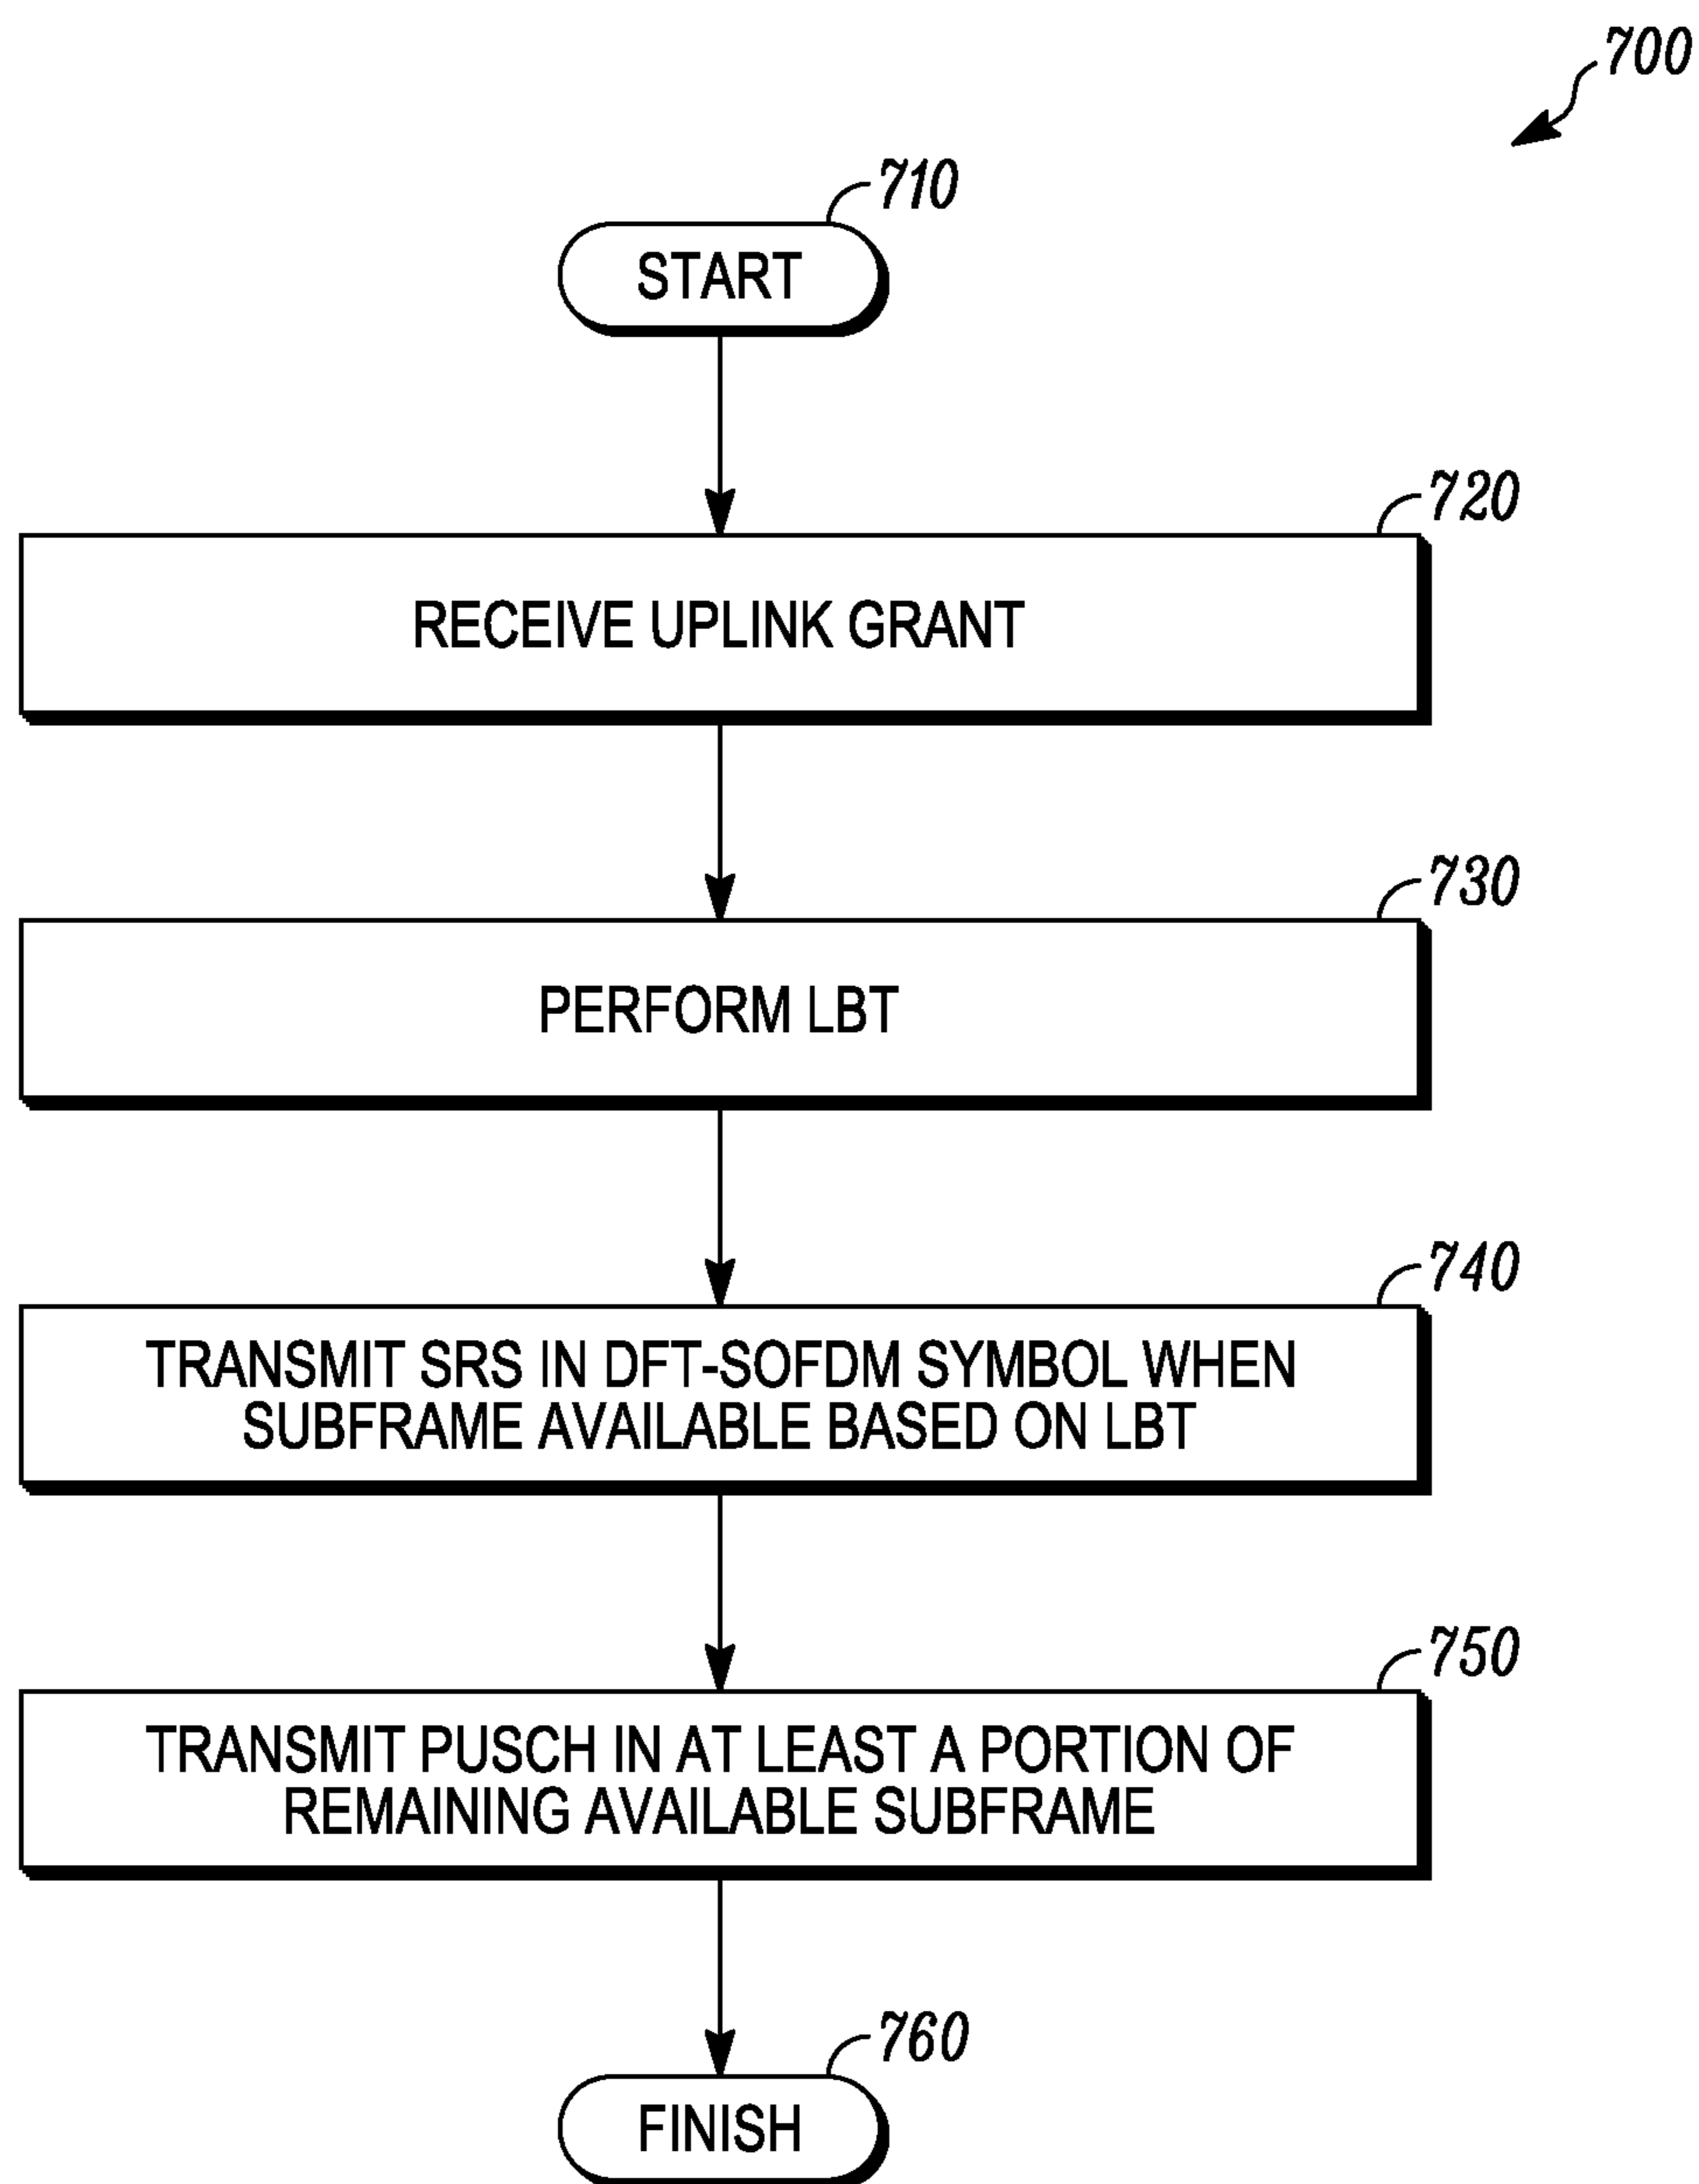 700
710
START
720
RECEIVE UPLINK GRANT
730
PERFORM LBT
740
TRANSMIT SRS IN DFT-SOFDM SYMBOL WHEN
SUBFRAME AVAILABLE BASED ON LBT
750
TRANSMIT PUSCH IN AT LEAST A PORTION OF
REMAINING AVAILABLE SUBFRAME
760
FINISH